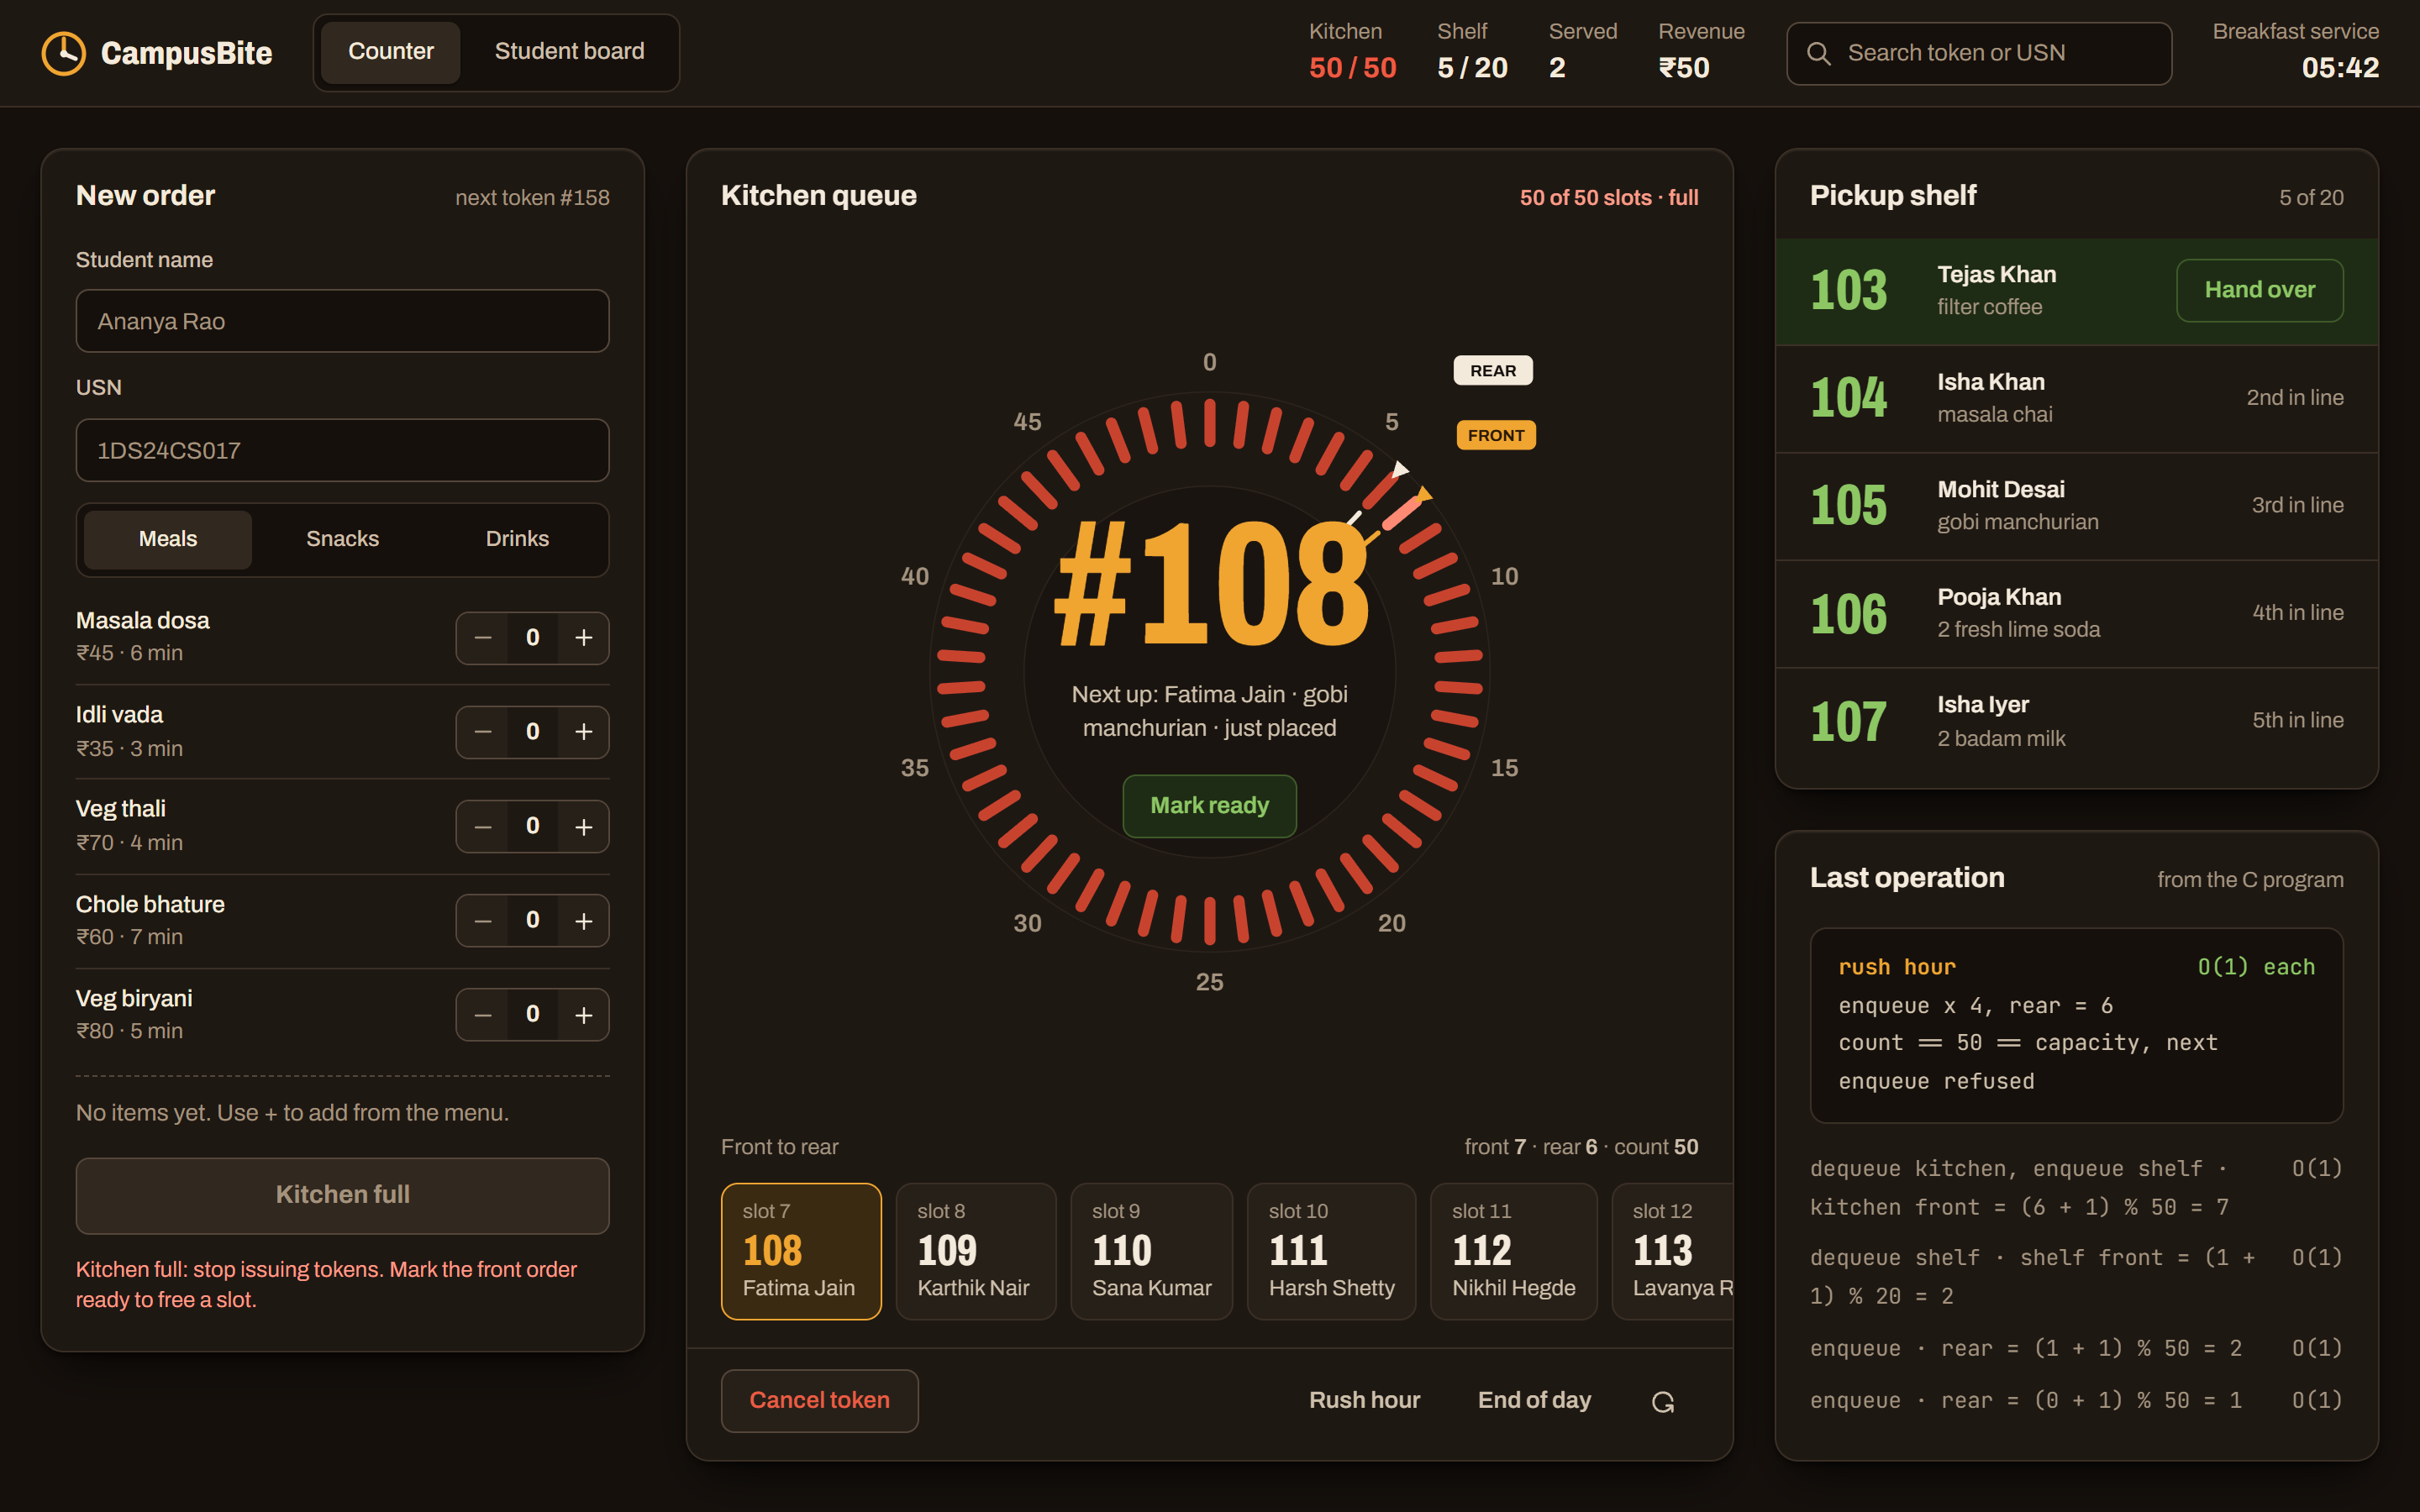 CampusBite
Counter
Student board
Kitchen
50 / 50
Shelf
5 / 20
Served
2
Revenue
₹50
Search token or USN
Breakfast service
05:42
New order
next token #158
Student name
Ananya Rao
USN
1DS24CS017
Meals
Snacks
Drinks
Masala dosa
₹45 · 6 min
− 0 +
Idli vada
₹35 · 3 min
− 0 +
Veg thali
₹70 · 4 min
− 0 +
Chole bhature
₹60 · 7 min
− 0 +
Veg biryani
₹80 · 5 min
− 0 +
No items yet. Use + to add from the menu.
Kitchen full
Kitchen full: stop issuing tokens. Mark the front order
ready to free a slot.
Kitchen queue
50 of 50 slots · full
0
5
10
15
20
25
30
35
40
45
REAR
FRONT
#108
Next up: Fatima Jain · gobi
manchurian · just placed
Mark ready
Front to rear
front 7 · rear 6 · count 50
slot 7
108
Fatima Jain
slot 8
109
Karthik Nair
slot 9
110
Sana Kumar
slot 10
111
Harsh Shetty
slot 11
112
Nikhil Hegde
slot 12
113
Lavanya R
Cancel token
Rush hour
End of day
Pickup shelf
5 of 20
103
Tejas Khan
filter coffee
Hand over
104
Isha Khan
masala chai
2nd in line
105
Mohit Desai
gobi manchurian
3rd in line
106
Pooja Khan
2 fresh lime soda
4th in line
107
Isha Iyer
2 badam milk
5th in line
Last operation
from the C program
rush hour
O(1) each
enqueue x 4, rear = 6
count == 50 == capacity, next
enqueue refused
dequeue kitchen, enqueue shelf · O(1)
kitchen front = (6 + 1) % 50 = 7
dequeue shelf · shelf front = (1 + O(1)
1) % 20 = 2
enqueue · rear = (1 + 1) % 50 = 2 O(1)
enqueue · rear = (0 + 1) % 50 = 1 O(1)